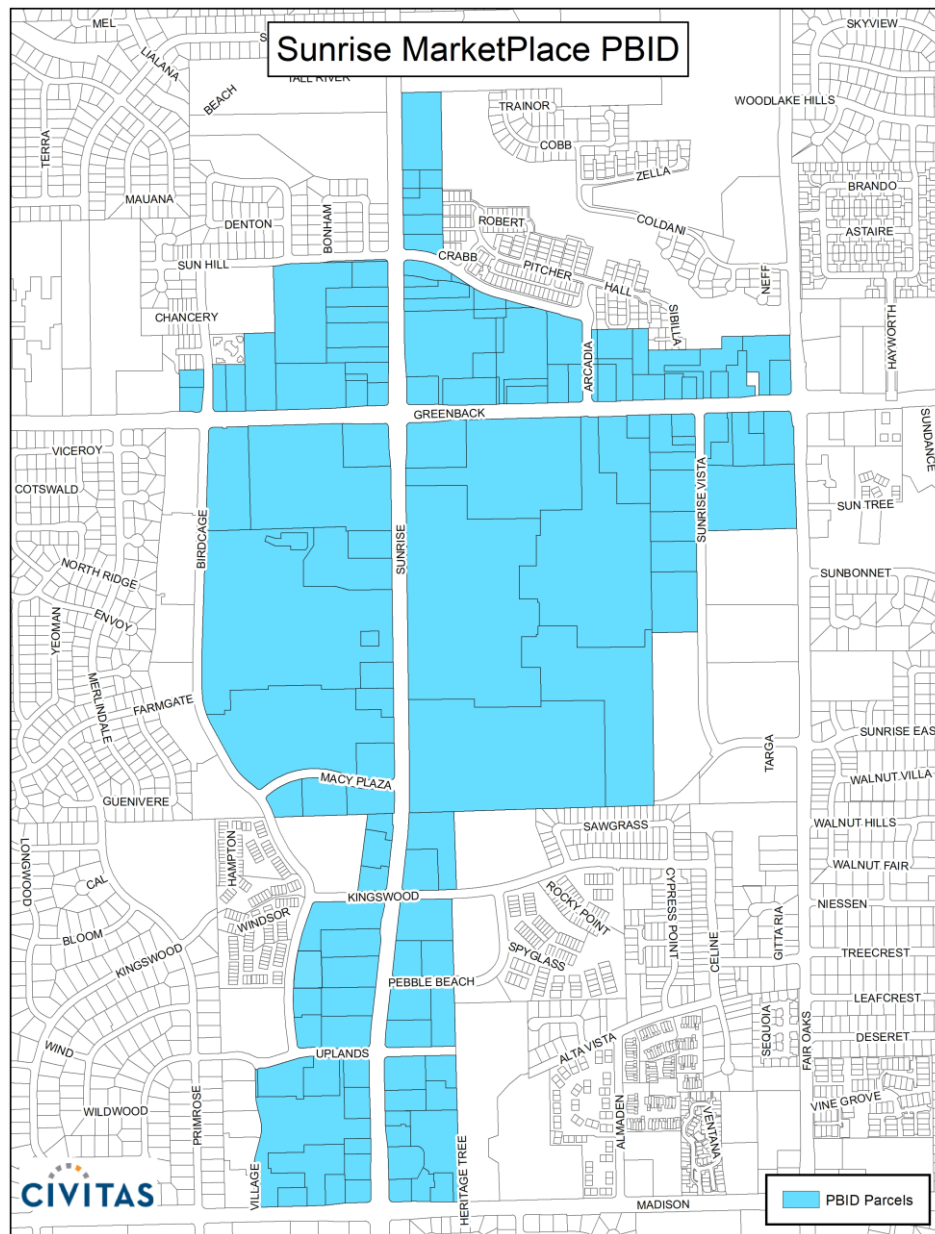 Sunrise MarketPlace PBID
MEL
SKYVIEW
LIALANA
TALL RIVER
BEACH
TRAINOR
WOODLAKE HILLS
TERRA
COBB
ZELLA
MAUANA
BRANDO
DENTON
BONHAM
ROBERT
COLDANI
ASTAIRE
SUN HILL
CRABB
PITCHER
HALL
NEFF
CHANCERY
SIBILLA
HAYWORTH
ARCADIA
GREENBACK
SUNDANCE
VICEROY
COTSWALD
SUNRISE VISTA
SUN TREE
BIRDCAGE
SUNRISE
NORTH RIDGE
SUNBONNET
ENVOY
YEOMAN
MERLINDALE
FARMGATE
TARGA
SUNRISE EAST
MACY PLAZA
WALNUT VILLA
GUENIVERE
SAWGRASS
WALNUT HILLS
LONGWOOD
HAMPTON
WALNUT FAIR
CAL
KINGSWOOD
ROCKY POINT
CYPRESS POINT
NIESSEN
WINDSOR
BLOOM
GITTA RIA
KINGSWOOD
SPYGLASS
CELINE
TREECREST
PEBBLE BEACH
LEAFCREST
WIND
UPLANDS
ALTA VISTA
SEQUOIA
FAIR OAKS
DESERET
WILDWOOD
PRIMROSE
ALMADEN
VENTANA
VINE GROVE
CIVITAS
VILLAGE
HERITAGE TREE
MADISON
PBID Parcels